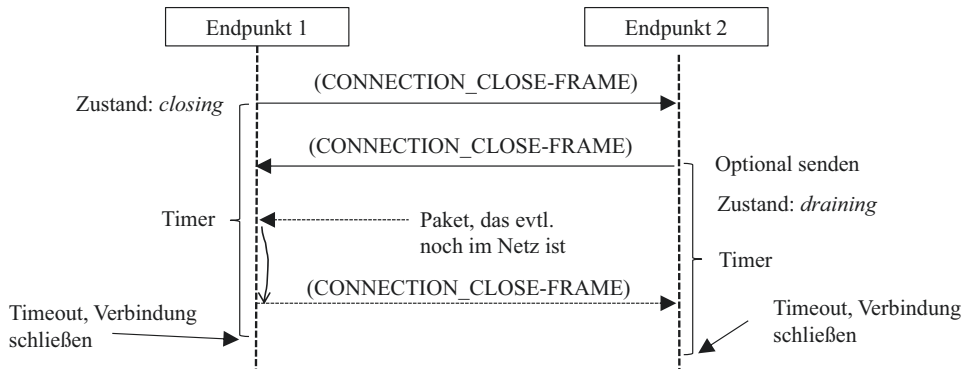 Endpunkt 1
Endpunkt 2
(CONNECTION_CLOSE-FRAME)
Zustand: closing
(CONNECTION_CLOSE-FRAME)
Optional senden
Zustand: draining
Timer
Paket, das evtl.
noch im Netz ist
Timer
(CONNECTION_CLOSE-FRAME)
Timeout, Verbindung
schließen
Timeout, Verbindung
schließen